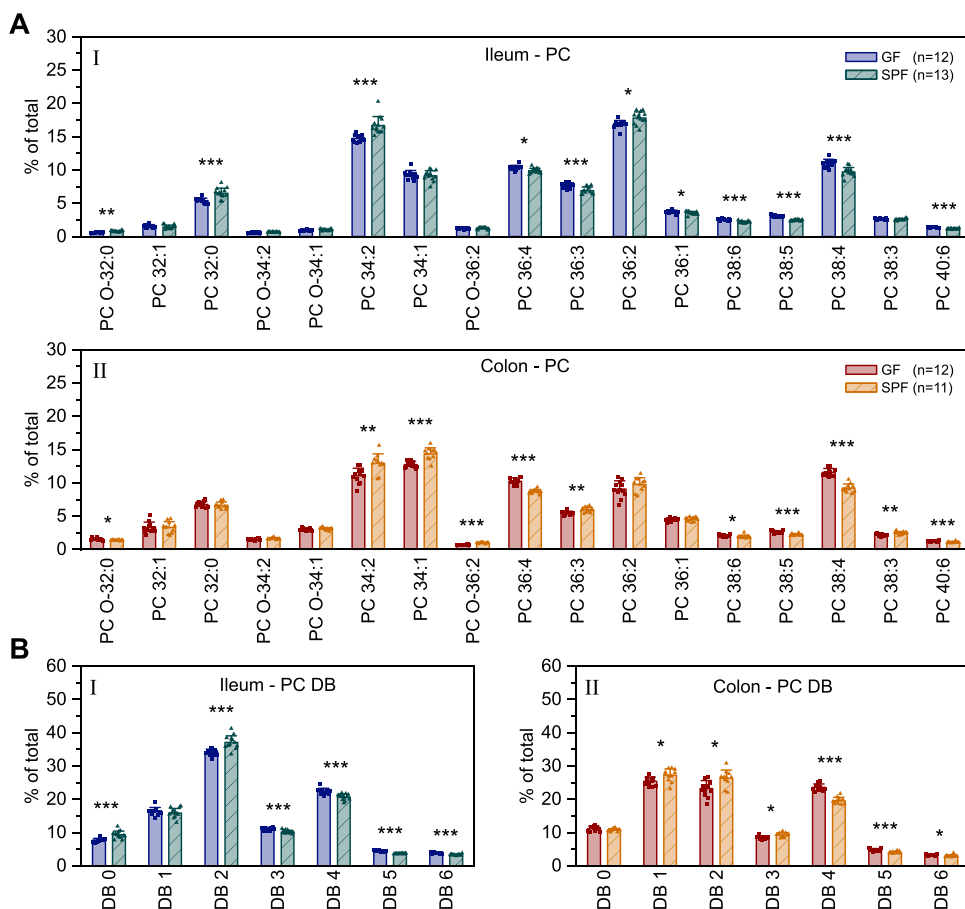 A
I
Ileum - PC
GF (n=12)
SPF (n=13)
% of total
30
25
20
15
10
5
0
** *** *** * *** * * *** *** *** ***
PC O-32:0
PC 32:1
PC 32:0
PC O-34:2
PC O-34:1
PC 34:2
PC 34:1
PC O-36:2
PC 36:4
PC 36:3
PC 36:2
PC 36:1
PC 38:6
PC 38:5
PC 38:4
PC 38:3
PC 40:6
II
Colon - PC
GF (n=12)
SPF (n=11)
% of total
30
25
20
15
10
5
0
* ** *** *** *** ** * *** *** ** ***
PC O-32:0
PC 32:1
PC 32:0
PC O-34:2
PC O-34:1
PC 34:2
PC 34:1
PC O-36:2
PC 36:4
PC 36:3
PC 36:2
PC 36:1
PC 38:6
PC 38:5
PC 38:4
PC 38:3
PC 40:6
B
I
Ileum - PC DB
% of total
60
50
40
30
20
10
0
*** *** *** *** *** ***
DB 0
DB 1
DB 2
DB 3
DB 4
DB 5
DB 6
II
Colon - PC DB
% of total
60
50
40
30
20
10
0
* * * *** *** *
DB 0
DB 1
DB 2
DB 3
DB 4
DB 5
DB 6